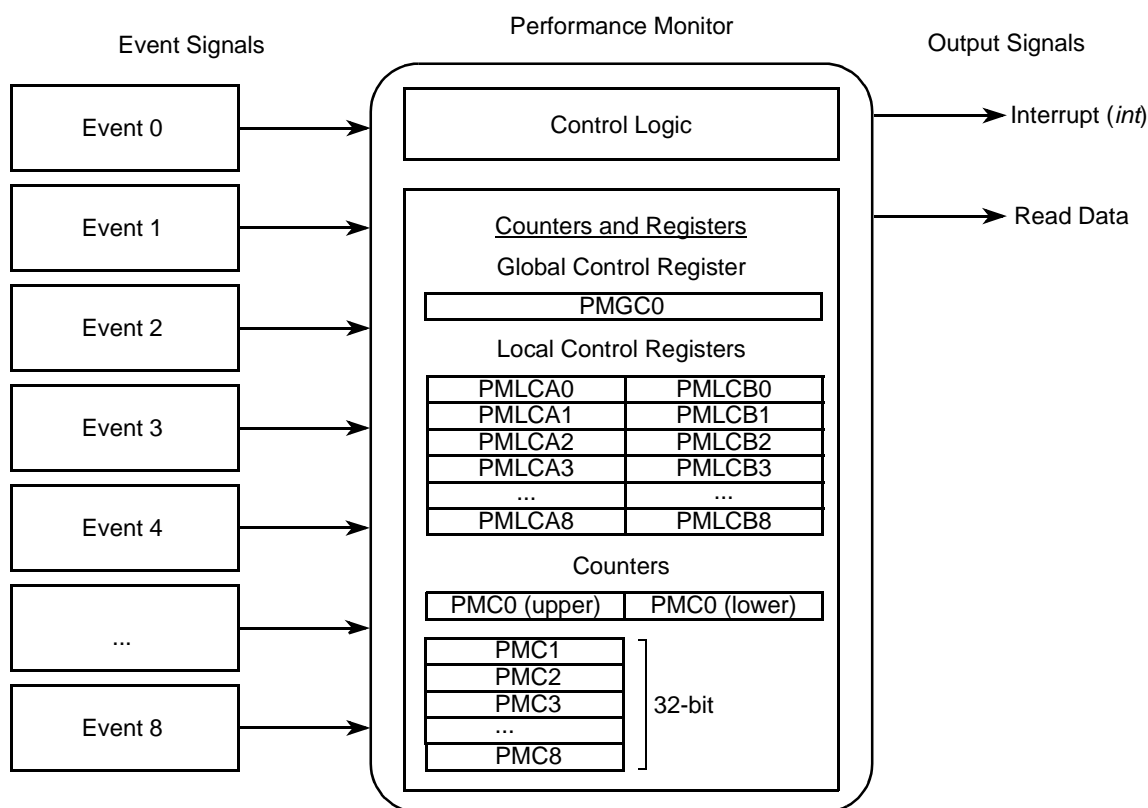 Event Signals
Performance Monitor
Output Signals
Event 0
Event 1
Event 2
Event 3
Event 4
...
Event 8
Control Logic
Counters and Registers
Global Control Register
PMGC0
Local Control Registers
PMLCA0 PMLCB0
PMLCA1 PMLCB1
PMLCA2 PMLCB2
PMLCA3 PMLCB3
... ...
PMLCA8 PMLCB8
Counters
PMC0 (upper) PMC0 (lower)
PMC1
PMC2
PMC3
...
PMC8
32-bit
Interrupt (int)
Read Data